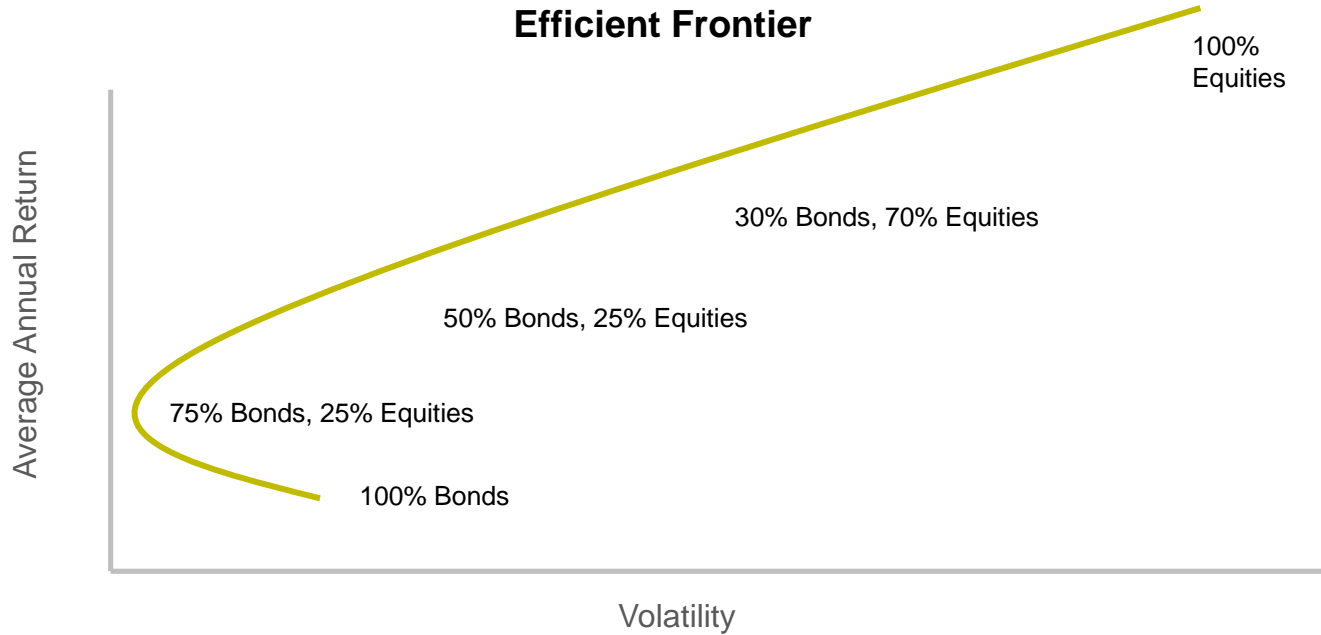 Efficient Frontier
100%
Equities
Average Annual Return
30% Bonds, 70% Equities
50% Bonds, 25% Equities
75% Bonds, 25% Equities
100% Bonds
Volatility